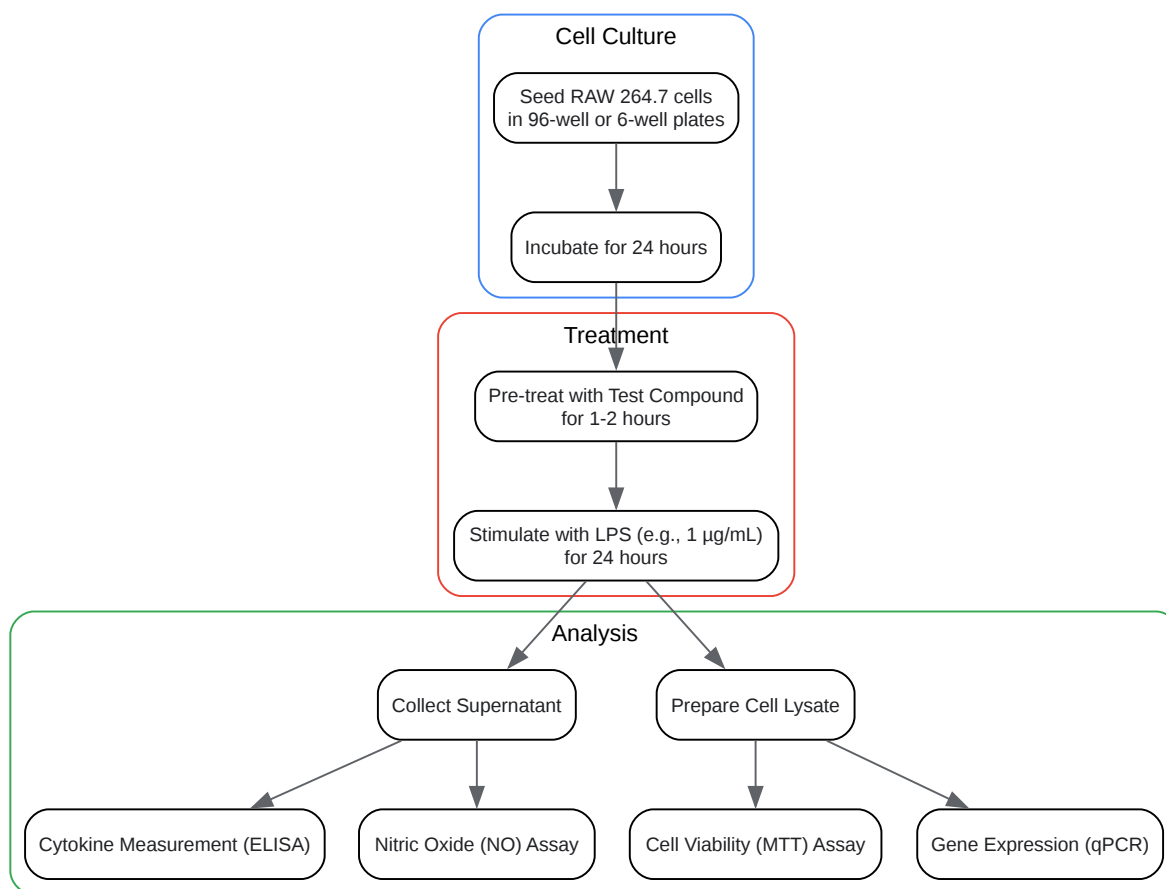 Cell Culture
Seed RAW 264.7 cells
in 96-well or 6-well plates
Incubate for 24 hours
Treatment
Pre-treat with Test Compound
for 1-2 hours
Stimulate with LPS (e.g., 1 µg/mL)
for 24 hours
Analysis
Collect Supernatant
Prepare Cell Lysate
Cytokine Measurement (ELISA)
Nitric Oxide (NO) Assay
Cell Viability (MTT) Assay
Gene Expression (qPCR)